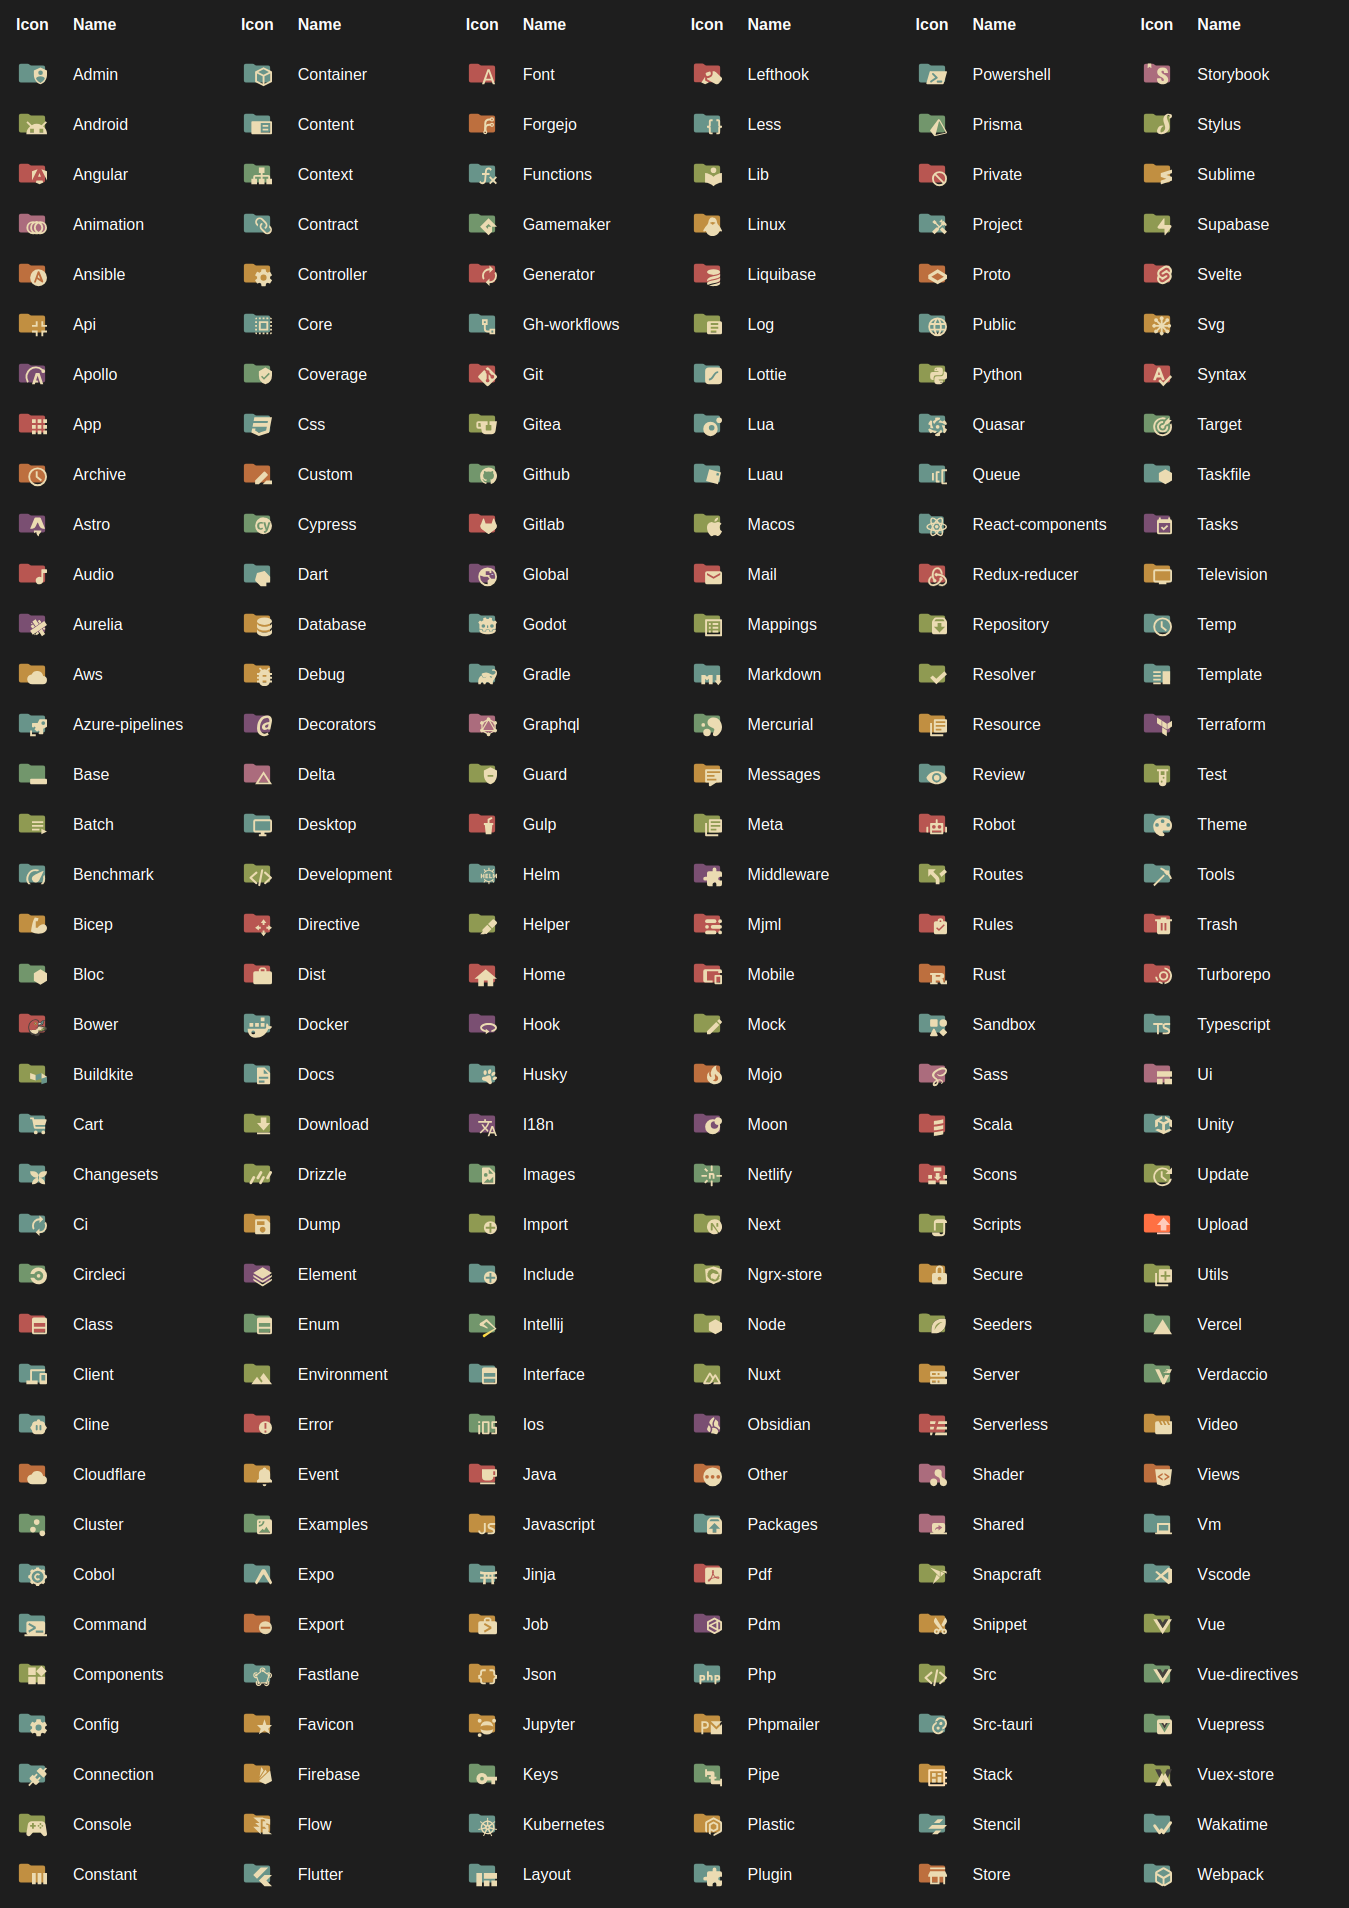 Icon Name Icon Name Icon Name Icon Name Icon Name Icon Name
Admin Container Font Lefthook Powershell Storybook
Android Content Forgejo Less Prisma Stylus
Angular Context Functions Lib Private Sublime
Animation Contract Gamemaker Linux Project Supabase
Ansible Controller Generator Liquibase Proto Svelte
Api Core Gh-workflows Log Public Svg
Apollo Coverage Git Lottie Python Syntax
App Css Gitea Lua Quasar Target
Archive Custom Github Luau Queue Taskfile
Astro Cypress Gitlab Macos React-components Tasks
Audio Dart Global Mail Redux-reducer Television
Aurelia Database Godot Mappings Repository Temp
Aws Debug Gradle Markdown Resolver Template
Azure-pipelines Decorators Graphql Mercurial Resource Terraform
Base Delta Guard Messages Review Test
Batch Desktop Gulp Meta Robot Theme
Benchmark Development Helm Middleware Routes Tools
Bicep Directive Helper Mjml Rules Trash
Bloc Dist Home Mobile Rust Turborepo
Bower Docker Hook Mock Sandbox Typescript
Buildkite Docs Husky Mojo Sass Ui
Cart Download I18n Moon Scala Unity
Changesets Drizzle Images Netlify Scons Update
Ci Dump Import Next Scripts Upload
Circleci Element Include Ngrx-store Secure Utils
Class Enum Intellij Node Seeders Vercel
Client Environment Interface Nuxt Server Verdaccio
Cline Error Ios Obsidian Serverless Video
Cloudflare Event Java Other Shader Views
Cluster Examples Javascript Packages Shared Vm
Cobol Expo Jinja Pdf Snapcraft Vscode
Command Export Job Pdm Snippet Vue
Components Fastlane Json Php Src Vue-directives
Config Favicon Jupyter Phpmailer Src-tauri Vuepress
Connection Firebase Keys Pipe Stack Vuex-store
Console Flow Kubernetes Plastic Stencil Wakatime
Constant Flutter Layout Plugin Store Webpack